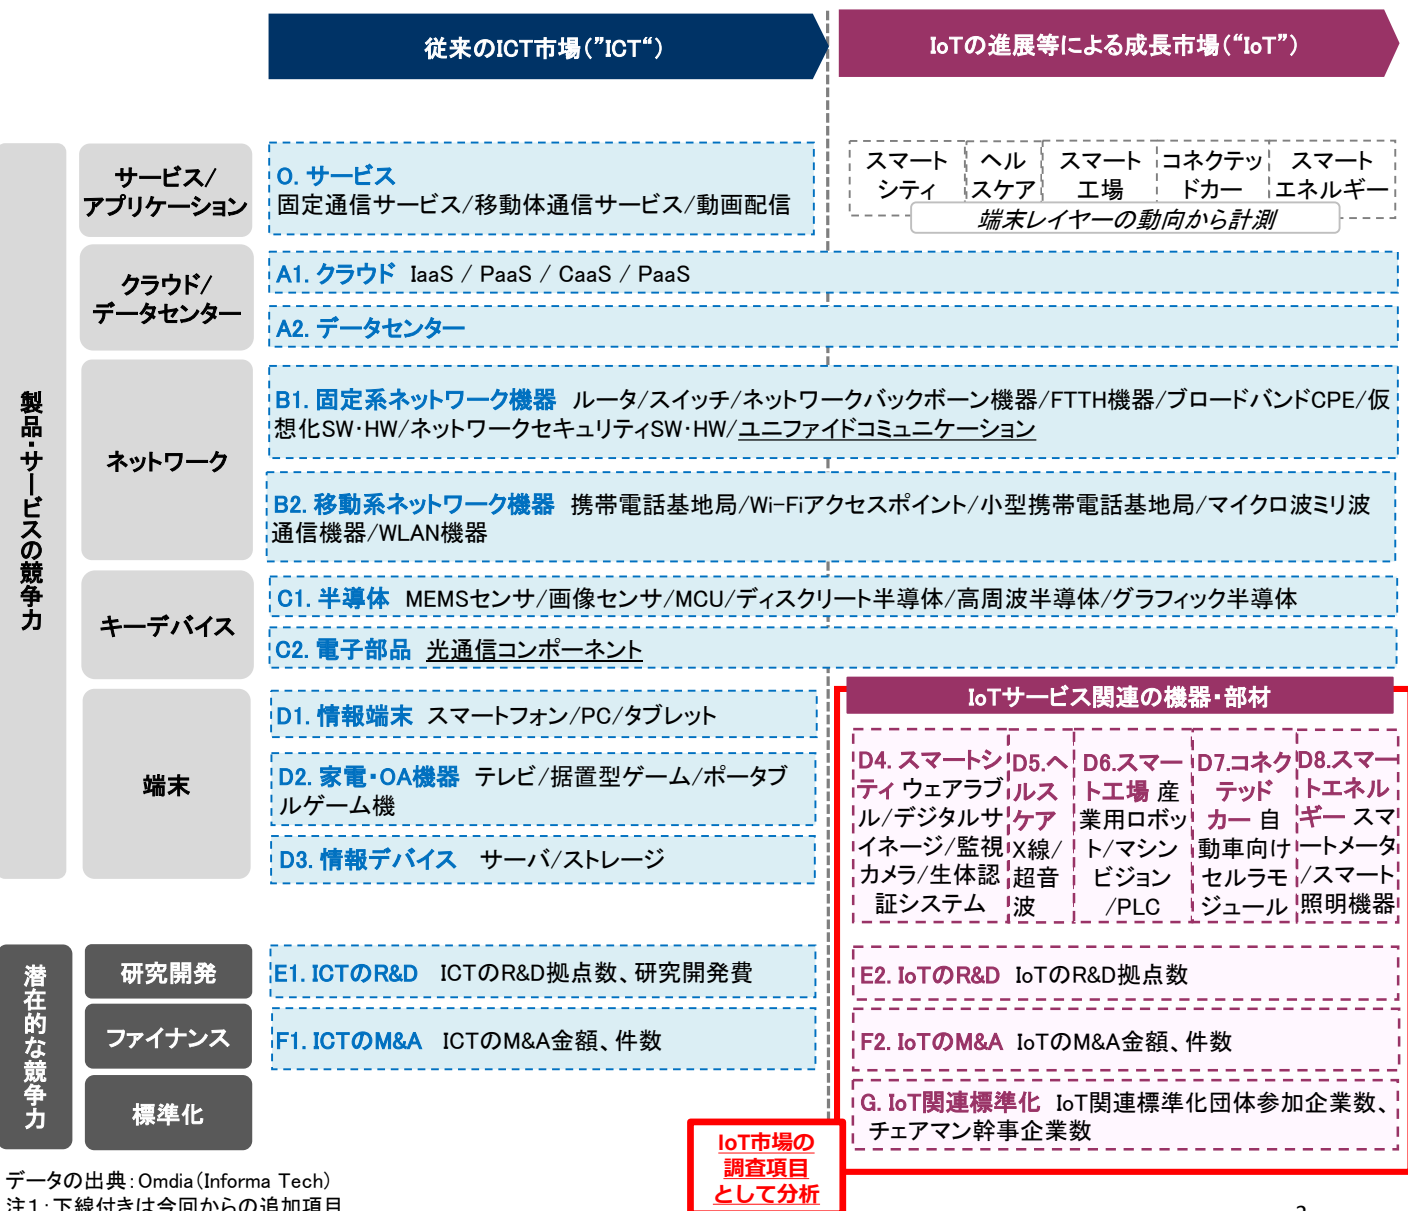 従来のICT市場(”ICT“)
IoTの進展等による成長市場(“IoT”)
製品・サービスの競争力
サービス/
アプリケーション
O. サービス
固定通信サービス/移動体通信サービス/動画配信
スマート
シティ
ヘル
スケア
スマート
工場
コネクテッ
ドカー
スマート
エネルギー
端末レイヤーの動向から計測
クラウド/
データセンター
A1. クラウド IaaS / PaaS / CaaS / PaaS
A2. データセンター
ネットワーク
B1. 固定系ネットワーク機器 ルータ/スイッチ/ネットワークバックボーン機器/FTTH機器/ブロードバンドCPE/仮
想化SW・HW/ネットワークセキュリティSW・HW/ユニファイドコミュニケーション
B2. 移動系ネットワーク機器 携帯電話基地局/Wi-Fiアクセスポイント/小型携帯電話基地局/マイクロ波ミリ波
通信機器/WLAN機器
キーデバイス
C1. 半導体 MEMSセンサ/画像センサ/MCU/ディスクリート半導体/高周波半導体/グラフィック半導体
C2. 電子部品 光通信コンポーネント
端末
D1. 情報端末 スマートフォン/PC/タブレット
D2. 家電・OA機器 テレビ/据置型ゲーム/ポータブ
ルゲーム機
D3. 情報デバイス サーバ/ストレージ
IoTサービス関連の機器・部材
D4. スマートシ
ティ ウェアラブ
ル/デジタルサ
イネージ/監視
カメラ/生体認
証システム
D5.ヘ
ルス
ケア
X線/
超音
波
D6.スマー
ト工場 産
業用ロボッ
ト/マシン
ビジョン
/PLC
D7.コネク
テッド
カー 自
動車向け
セルラモ
ジュール
D8.スマー
トエネル
ギー スマ
ートメータ
/スマート
照明機器
潜在的な競争力
研究開発
E1. ICTのR&D ICTのR&D拠点数、研究開発費
E2. IoTのR&D IoTのR&D拠点数
ファイナンス
F1. ICTのM&A ICTのM&A金額、件数
F2. IoTのM&A IoTのM&A金額、件数
標準化
G. IoT関連標準化 IoT関連標準化団体参加企業数、
チェアマン幹事企業数
IoT市場の
調査項目
として分析
データの出典：Omdia(Informa Tech)
注1：下線付きは今回からの追加項目